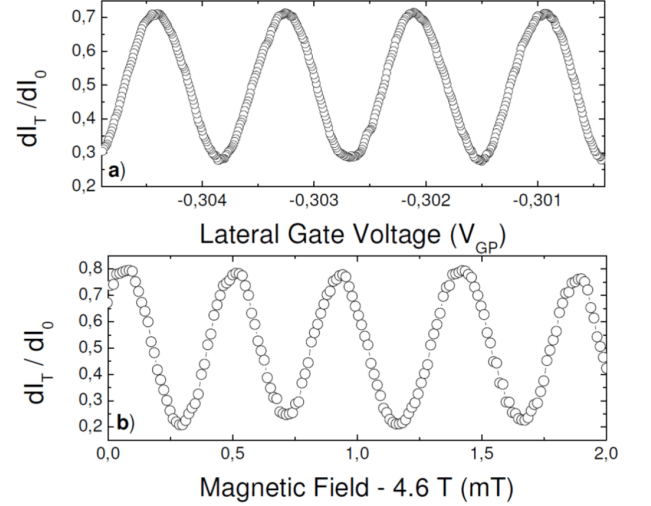 0,7
0,6
0,5
0,4
0,3
0,2
dI_T /dI_0
a)
-0,304 -0,303 -0,302 -0,301
Lateral Gate Voltage (V_GP)
0,8
0,7
0,6
0,5
0,4
0,3
0,2
dI_T / dI_0
b)
0,0 0,5 1,0 1,5 2,0
Magnetic Field - 4.6 T (mT)